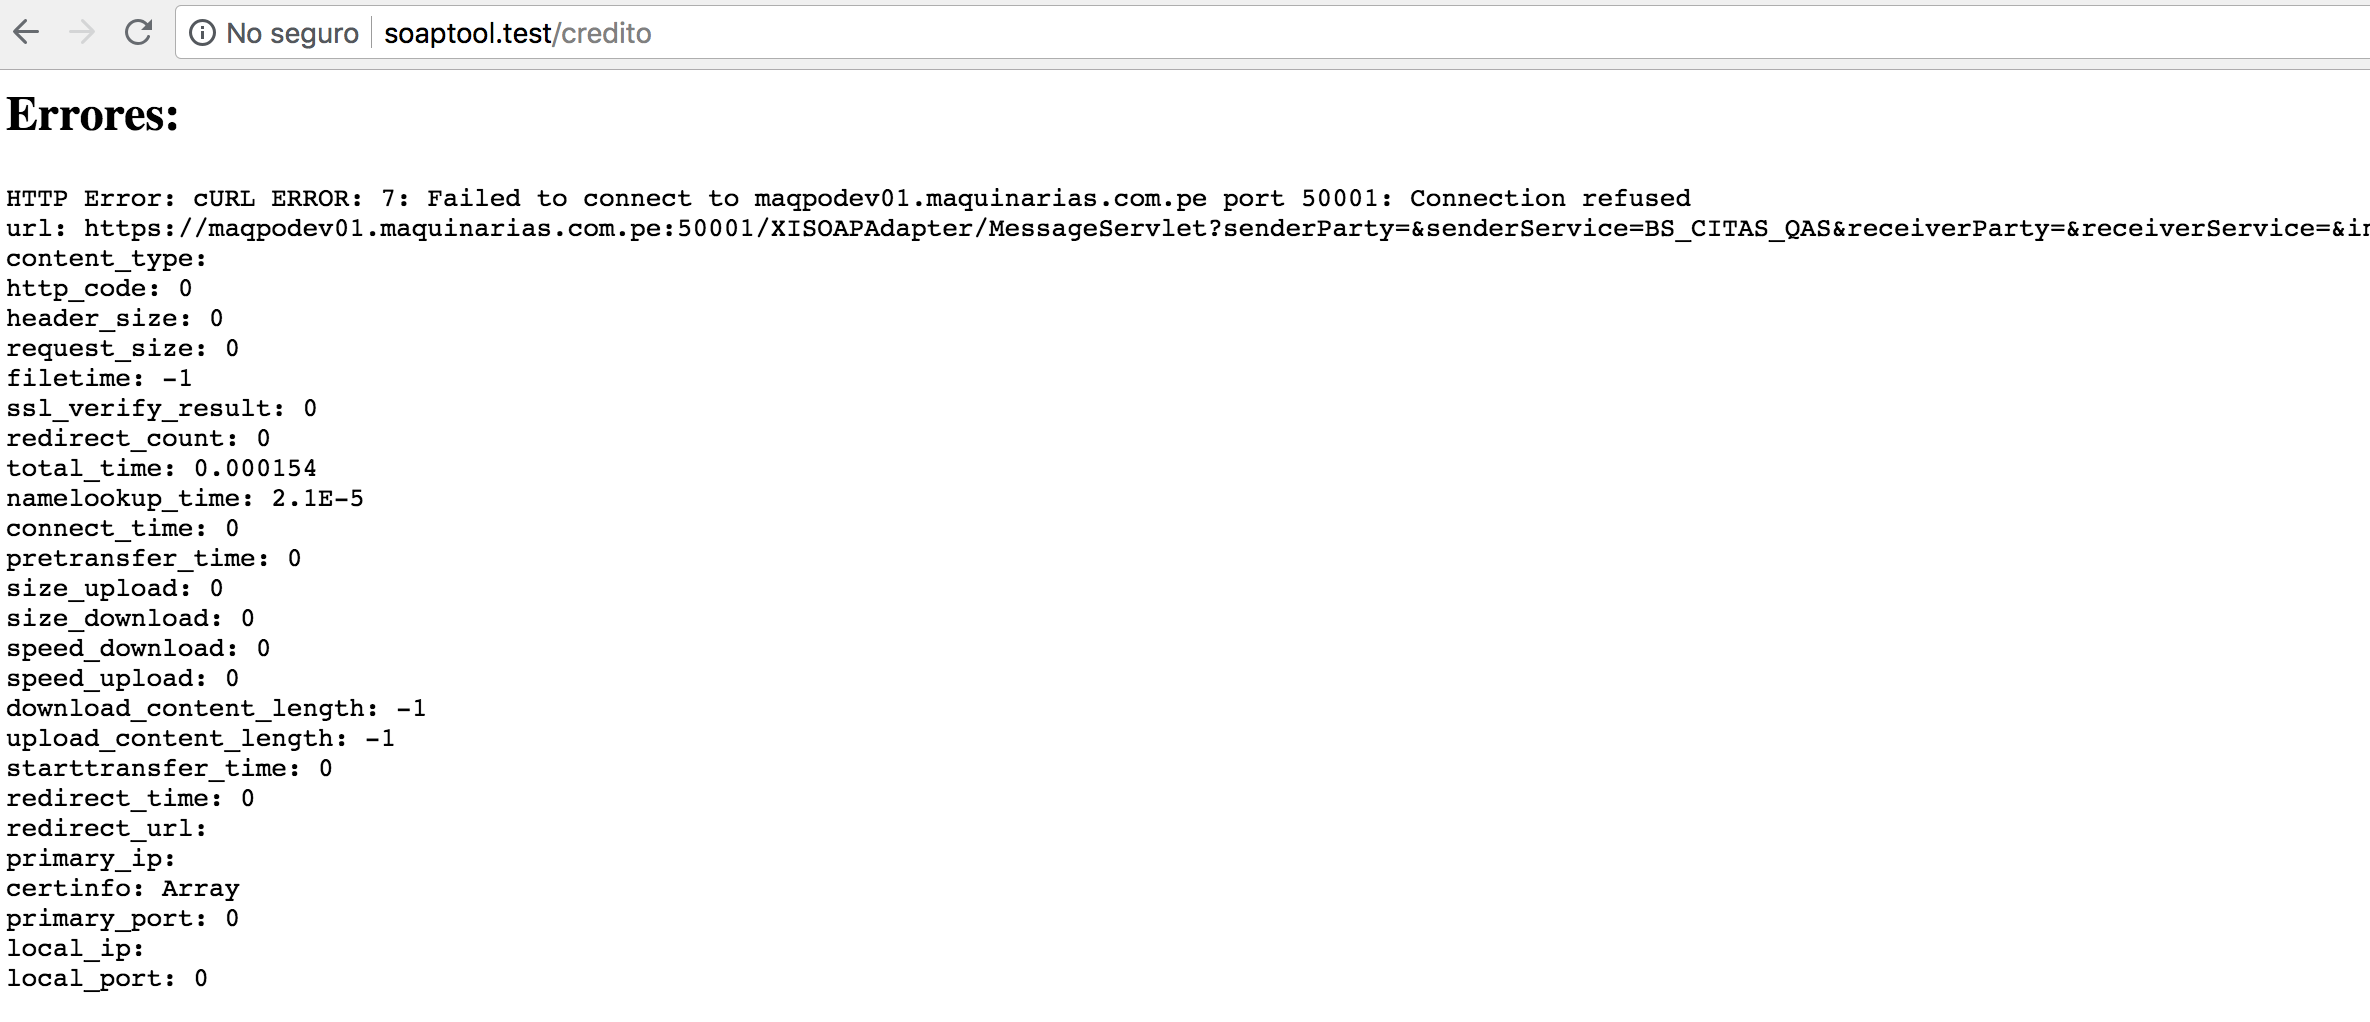 No seguro soaptool.test/credito
Errores:
HTTP Error: cURL ERROR: 7: Failed to connect to maqpodev01.maquinarias.com.pe port 50001: Connection refused
url: https://maqpodev01.maquinarias.com.pe:50001/XISOAPAdapter/MessageServlet?senderParty=&senderService=BS_CITAS_QAS&receiverParty=&receiverService=&in
content_type:
http_code: 0
header_size: 0
request_size: 0
filetime: -1
ssl_verify_result: 0
redirect_count: 0
total_time: 0.000154
namelookup_time: 2.1E-5
connect_time: 0
pretransfer_time: 0
size_upload: 0
size_download: 0
speed_download: 0
speed_upload: 0
download_content_length: -1
upload_content_length: -1
starttransfer_time: 0
redirect_time: 0
redirect_url:
primary_ip:
certinfo: Array
primary_port: 0
local_ip:
local_port: 0